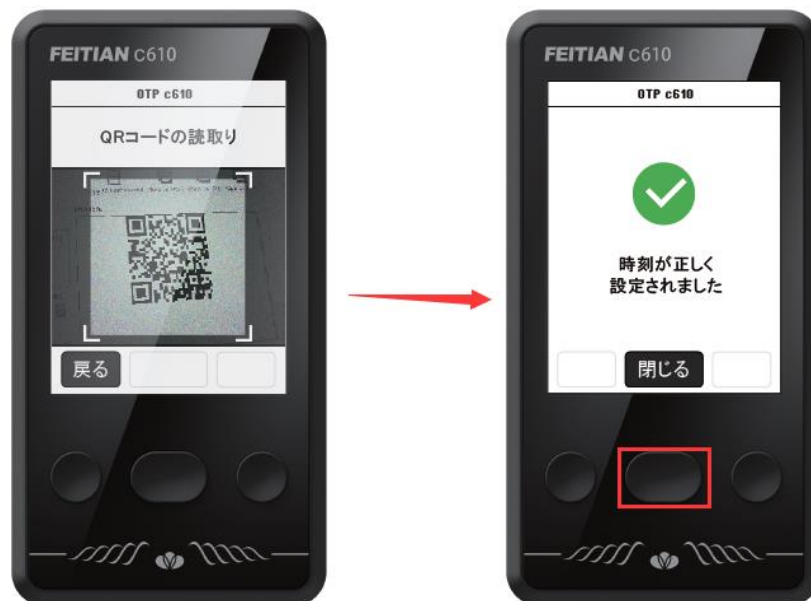 FEITIAN C610
OTP c610
QRコードの読取り
戻る
FEITIAN C610
OTP c610
時刻が正しく
設定されました
閉じる